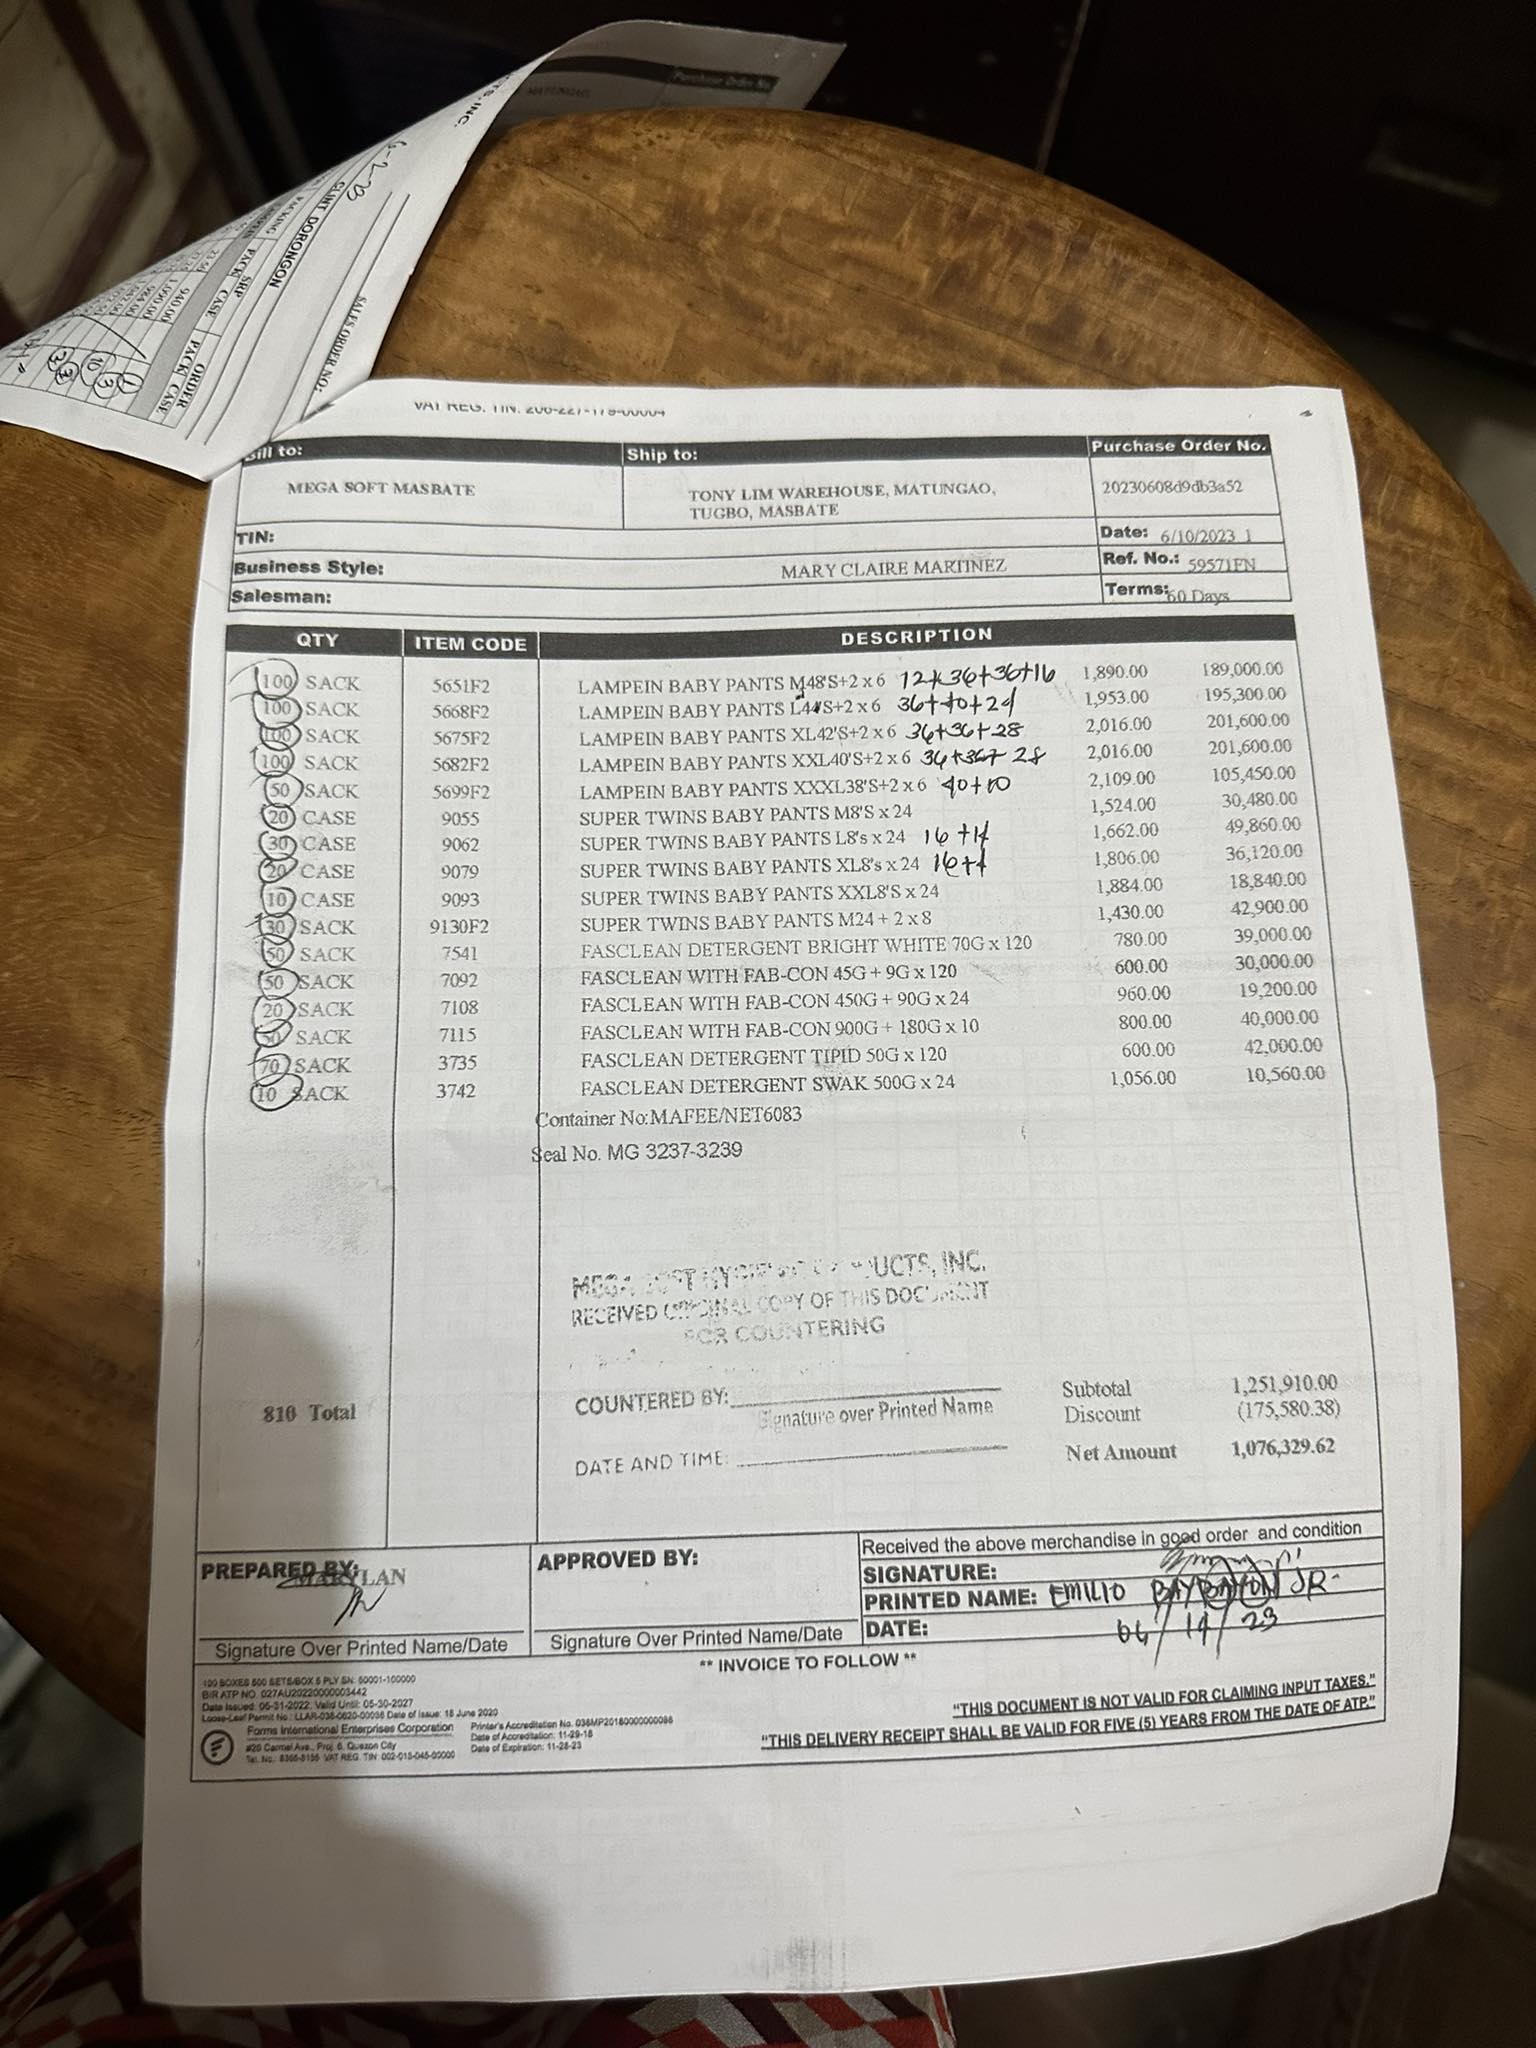 CTS, INC.
6-2-23
CLINT DORONGON
SALES ORDER NO:
PACKING
SRP
PACK CASE
ORDER
PACK CASE
940.00
1,090.00
984.00
1
3
10
Purchase Order No.
VAT REG. TIN. 206-227-179-00004
Bill to:
Ship to:
Purchase Order No.
MEGA SOFT MASBATE
TONY LIM WAREHOUSE, MATUNGAO,
TUGBO, MASBATE
20230608d9db3a52
TIN:
Date: 6/10/2023 1
Business Style:
MARY CLAIRE MARTINEZ
Ref. No.: 59571FN
Salesman:
Terms: 60 Days
QTY ITEM CODE DESCRIPTION
100 SACK 5651F2 LAMPEIN BABY PANTS M48'S+2 x 6 12+36+36+16 1,890.00 189,000.00
100 SACK 5668F2 LAMPEIN BABY PANTS L44'S+2 x 6 36+40+24 1,953.00 195,300.00
100 SACK 5675F2 LAMPEIN BABY PANTS XL42'S+2 x 6 36+36+28 2,016.00 201,600.00
100 SACK 5682F2 LAMPEIN BABY PANTS XXL40'S+2 x 6 36+36+28 2,016.00 201,600.00
50 SACK 5699F2 LAMPEIN BABY PANTS XXXL38'S+2 x 6 40+10 2,109.00 105,450.00
20 CASE 9055 SUPER TWINS BABY PANTS M8'S x 24 1,524.00 30,480.00
30 CASE 9062 SUPER TWINS BABY PANTS L8's x 24 16+14 1,662.00 49,860.00
20 CASE 9079 SUPER TWINS BABY PANTS XL8's x 24 16+4 1,806.00 36,120.00
10 CASE 9093 SUPER TWINS BABY PANTS XXL8'S x 24 1,884.00 18,840.00
30 SACK 9130F2 SUPER TWINS BABY PANTS M24 + 2 x 8 1,430.00 42,900.00
50 SACK 7541 FASCLEAN DETERGENT BRIGHT WHITE 70G x 120 780.00 39,000.00
50 SACK 7092 FASCLEAN WITH FAB-CON 45G + 9G x 120 600.00 30,000.00
20 SACK 7108 FASCLEAN WITH FAB-CON 450G + 90G x 24 960.00 19,200.00
50 SACK 7115 FASCLEAN WITH FAB-CON 900G + 180G x 10 800.00 40,000.00
70 SACK 3735 FASCLEAN DETERGENT TIPID 50G x 120 600.00 42,000.00
10 SACK 3742 FASCLEAN DETERGENT SWAK 500G x 24 1,056.00 10,560.00
Container No:MAFEE/NET6083
Seal No. MG 3237-3239
MEGA SOFT HYGIENIC PRODUCTS, INC.
RECEIVED ORIGINAL COPY OF THIS DOCUMENT
FOR COUNTERING
COUNTERED BY:
Signature over Printed Name
DATE AND TIME:
810 Total
Subtotal 1,251,910.00
Discount (175,580.38)
Net Amount 1,076,329.62
PREPARED BY:
MARYLAN
Signature Over Printed Name/Date
APPROVED BY:
Signature Over Printed Name/Date
Received the above merchandise in good order and condition
SIGNATURE:
PRINTED NAME: EMILIO BAYBAYON JR.
DATE: 06/14/23
** INVOICE TO FOLLOW **
100 BOXES 500 SETS/BOX 5 PLY SN: 50001-100000
BIR ATP NO. 027AU20220000003442
Date Issued: 05-31-2022, Valid Until: 05-30-2027
Loose-Leaf Permit No.: LLAR-038-0620-00036 Date of Issue: 18 June 2020
Forms International Enterprises Corporation
#20 Carmel Ave., Proj. 6, Quezon City
Tel. No.: 8365-8155 VAT REG. TIN: 002-015-045-00000
Printer's Accreditation No. 038MP20180000000086
Date of Accreditation: 11-29-18
Date of Expiration: 11-28-23
"THIS DOCUMENT IS NOT VALID FOR CLAIMING INPUT TAXES."
"THIS DELIVERY RECEIPT SHALL BE VALID FOR FIVE (5) YEARS FROM THE DATE OF ATP."